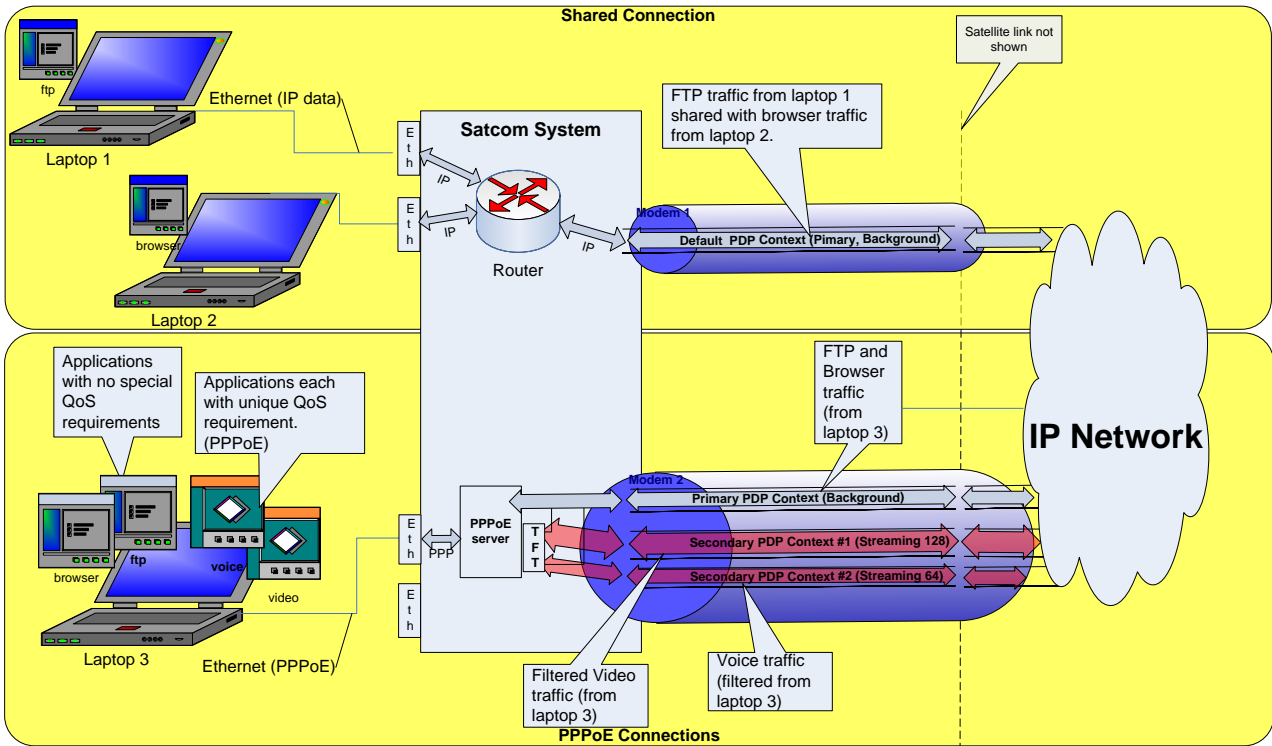 Shared Connection
Satellite link not
shown
ftp
Ethernet (IP data)
Laptop 1
FTP traffic from laptop 1
shared with browser traffic
from laptop 2.
Satcom System
E
t
h
IP
browser
E
t
h
IP
Router
IP
Modem 1
Default PDP Context (Pimary, Background)
Laptop 2
Applications
with no special
QoS
requirements
Applications each
with unique QoS
requirement.
(PPPoE)
FTP and
Browser
traffic
(from
laptop 3)
IP Network
Modem 2
Primary PDP Context (Background)
PPPoE
server
E
t
h
PPP
T
F
T
Secondary PDP Context #1 (Streaming 128)
Secondary PDP Context #2 (Streaming 64)
browser
ftp
voice
video
E
t
h
Laptop 3
Ethernet (PPPoE)
Filtered Video
traffic (from
laptop 3)
Voice traffic
(filtered from
laptop 3)
PPPoE Connections